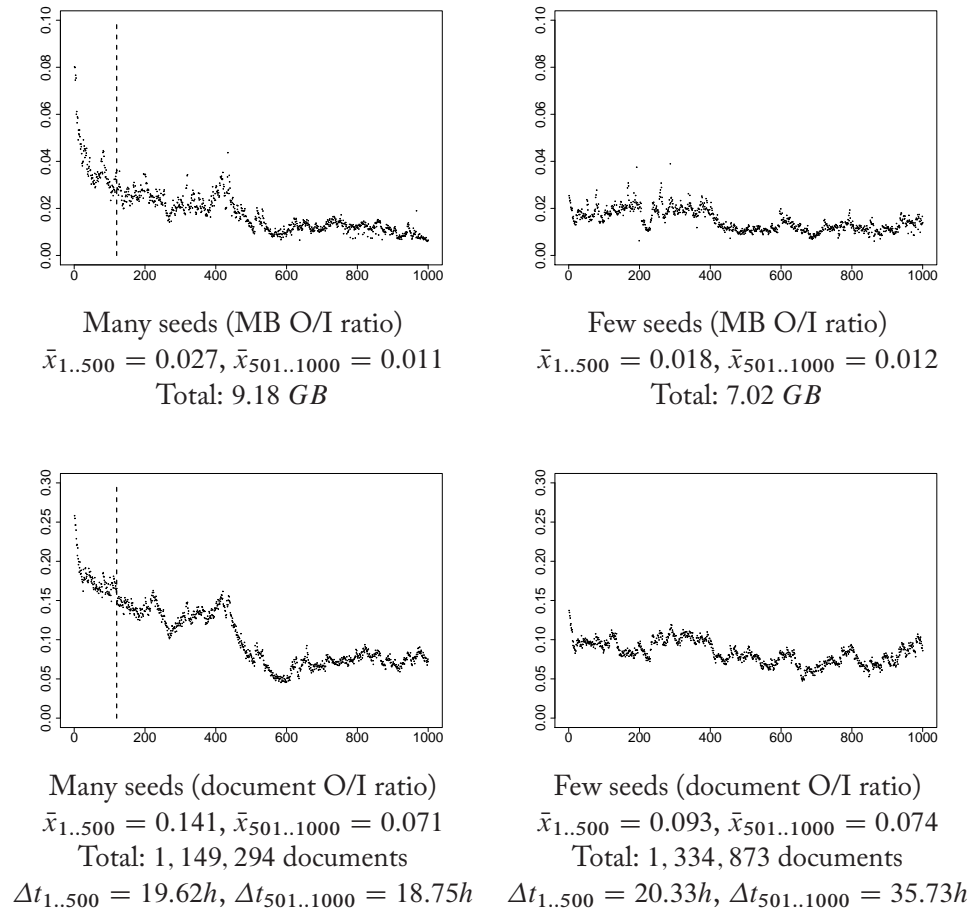 0.10
0.08
0.06
0.04
0.02
0.00
0 200 400 600 800 1000
Many seeds (MB O/I ratio)
x̄1..500 = 0.027, x̄501..1000 = 0.011
Total: 9.18 GB
0.10
0.08
0.06
0.04
0.02
0.00
0 200 400 600 800 1000
Few seeds (MB O/I ratio)
x̄1..500 = 0.018, x̄501..1000 = 0.012
Total: 7.02 GB
0.30
0.25
0.20
0.15
0.10
0.05
0.00
0 200 400 600 800 1000
Many seeds (document O/I ratio)
x̄1..500 = 0.141, x̄501..1000 = 0.071
Total: 1, 149, 294 documents
Δt1..500 = 19.62h, Δt501..1000 = 18.75h
0.30
0.25
0.20
0.15
0.10
0.05
0.00
0 200 400 600 800 1000
Few seeds (document O/I ratio)
x̄1..500 = 0.093, x̄501..1000 = 0.074
Total: 1, 334, 873 documents
Δt1..500 = 20.33h, Δt501..1000 = 35.73h